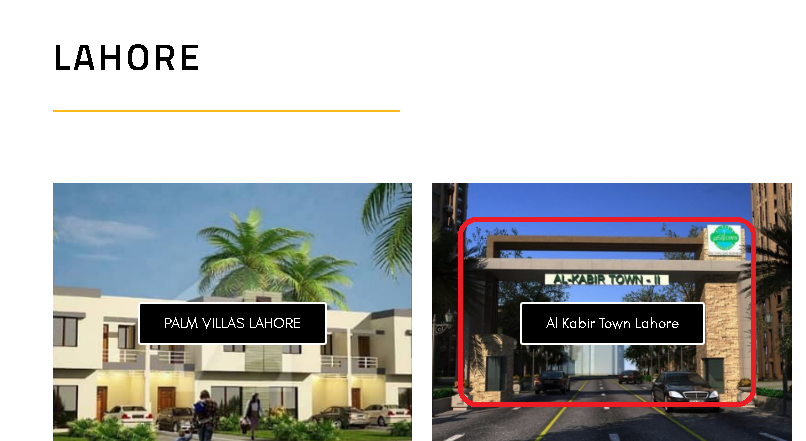 LAHORE
PALM VILLAS LAHORE
AL-KABIR TOWN - II
Al Kabir Town Lahore